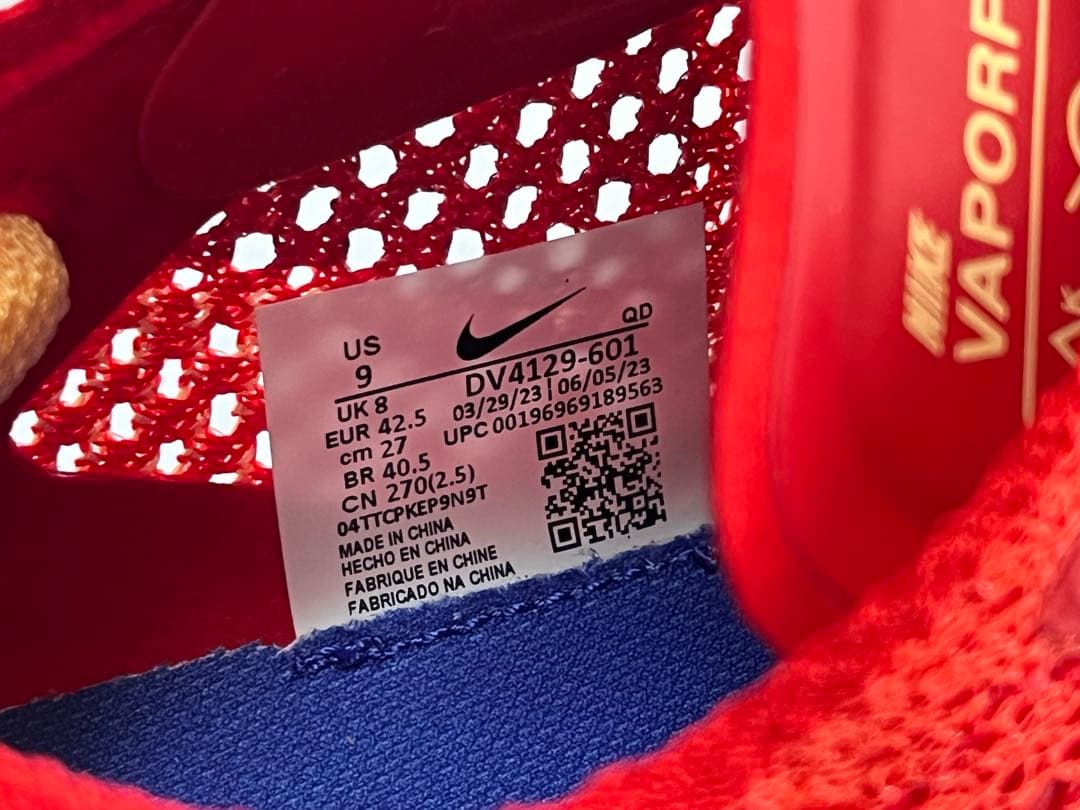 US
9
QD
DV4129-601
UK 8
03/29/23 | 06/05/23
EUR 42.5
UPC 00196969189563
cm 27
BR 40.5
CN 270(2.5)
04TTCPKEP9N9T
MADE IN CHINA
HECHO EN CHINA
FABRIQUE EN CHINE
FABRICADO NA CHINA
NIKE
VAPORF